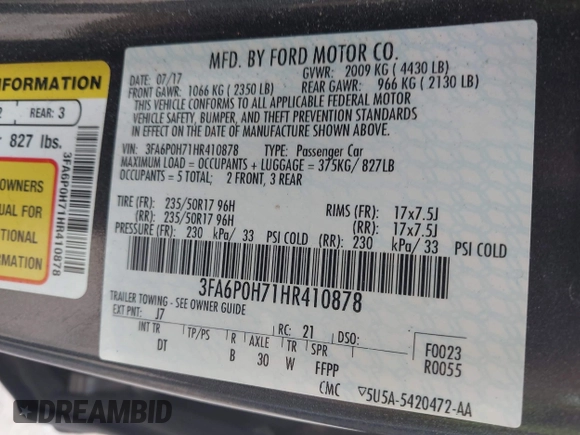 MFD. BY FORD MOTOR CO.
07/17
GVWR: 2009 KG ( 4430 LB)
FRONT GAWR: 1066 KG ( 2350 LB)
REAR GAWR: 966 KG ( 2130 LB)
THIS VEHICLE CONFORMS TO ALL APPLICABLE FEDERAL MOTOR
VEHICLE SAFETY, BUMPER, AND THEFT PREVENTION STANDARDS
IN EFFECT ON THE DATE OF MANUFACTURE SHOWN ABOVE.
VIN: 3FA6P0H71HR410878 TYPE: Passenger Car
MAXIMUM LOAD = OCCUPANTS + LUGGAGE = 375KG/ 827LB
OCCUPANTS = 5 TOTAL; 2 FRONT, 3 REAR
TIRE (FR): 235/50R17 96H RIMS (FR): 17x7.5J
(RR): 235/50R17 96H (RR): 17x7.5J
PRESSURE (FR): 230 kPa/ 33 PSI COLD (RR): 230 kPa/ 33 PSI COLD
3FA6P0H71HR410878
TRAILER TOWING - SEE OWNER GUIDE
EXT PNT: J7 RC: 21 DSO:
INT TR TP/PS R AXLE TR SPR
DT B 30 W FFPP
F0023
R0055
CMC ▽5U5A-5420472-AA
INFORMATION
2 REAR: 3
827 lbs.
OWNERS
UAL FOR
TIONAL
MATION
3FA6P0H71HR410878
DREAMBID